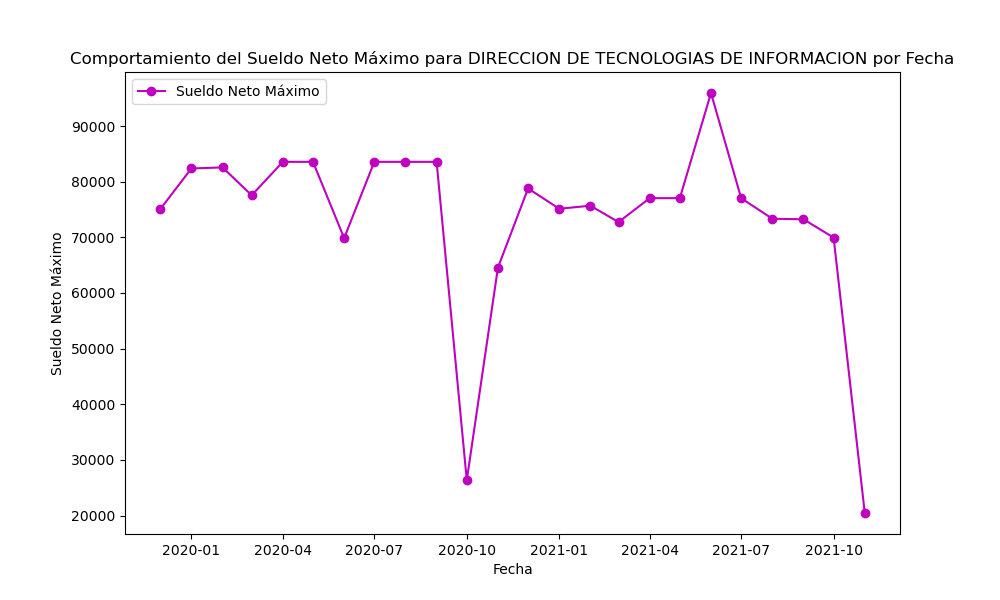 Comportamiento del Sueldo Neto Máximo para DIRECCION DE TECNOLOGIAS DE INFORMACION por Fecha
Sueldo Neto Máximo
90000
80000
70000
60000
50000
40000
30000
20000
Sueldo Neto Máximo
2020-01 2020-04 2020-07 2020-10 2021-01 2021-04 2021-07 2021-10
Fecha